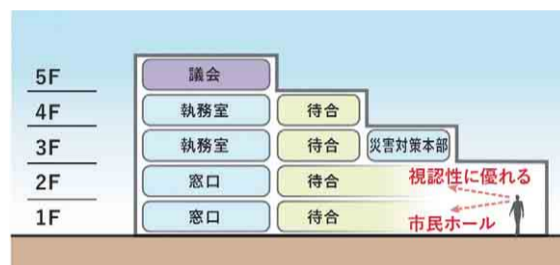 5F
議会
4F
執務室
待合
3F
執務室
待合
災害対策本部
2F
窓口
待合
視認性に優れる
1F
窓口
待合
市民ホール